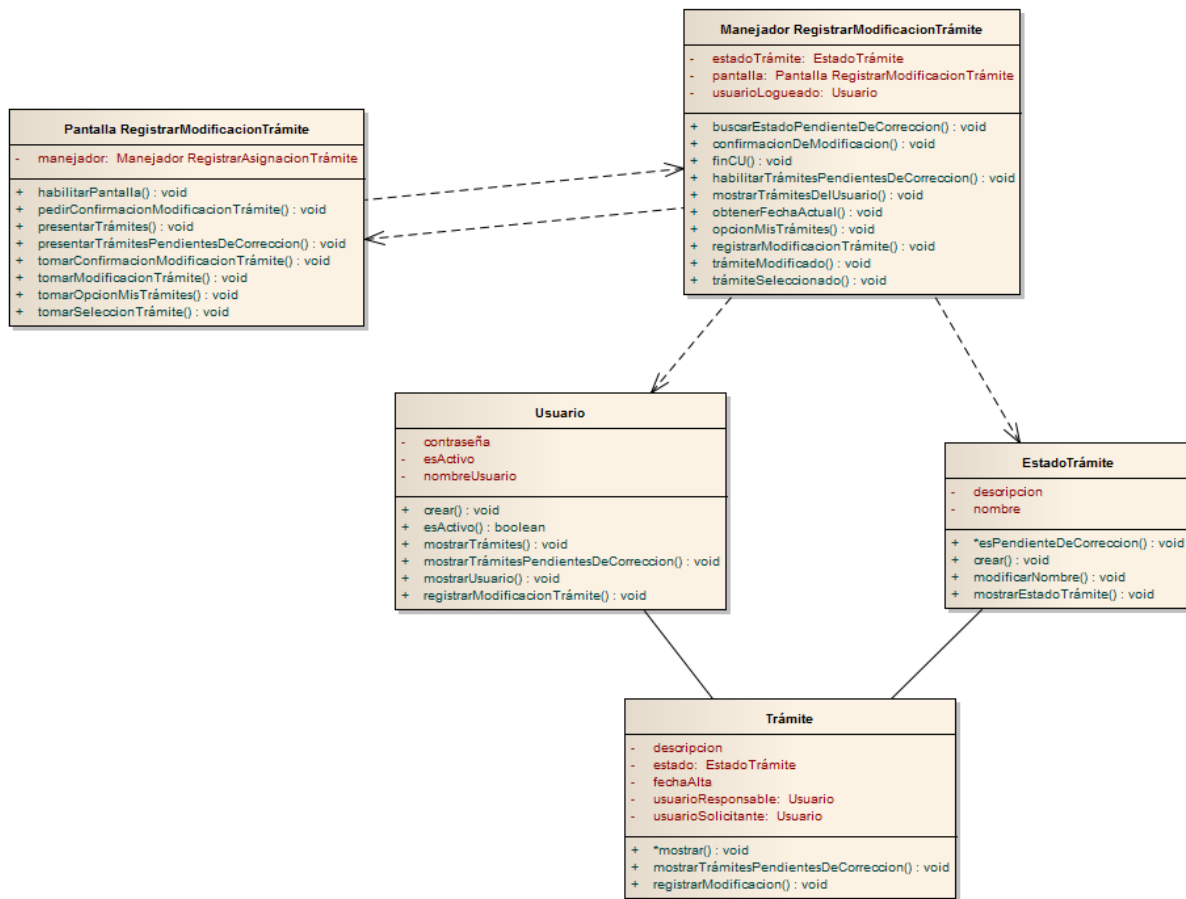 Manejador RegistrarModificacionTrámite
- estadoTrámite: EstadoTrámite
- pantalla: Pantalla RegistrarModificacionTrámite
- usuarioLogueado: Usuario
+ buscarEstadoPendienteDeCorreccion() : void
+ confirmacionDeModificacion() : void
+ finCU() : void
+ habilitarTrámitesPendientesDeCorreccion() : void
+ mostrarTrámitesDelUsuario() : void
+ obtenerFechaActual() : void
+ opcionMisTrámites() : void
+ registrarModificacionTrámite() : void
+ trámiteModificado() : void
+ trámiteSeleccionado() : void
Pantalla RegistrarModificacionTrámite
- manejador: Manejador RegistrarAsignacionTrámite
+ habilitarPantalla() : void
+ pedirConfirmacionModificacionTrámite() : void
+ presentarTrámites() : void
+ presentarTrámitesPendientesDeCorreccion() : void
+ tomarConfirmacionModificacionTrámite() : void
+ tomarModificacionTrámite() : void
+ tomarOpcionMisTrámites() : void
+ tomarSeleccionTrámite() : void
Usuario
- contraseña
- esActivo
- nombreUsuario
+ crear() : void
+ esActivo() : boolean
+ mostrarTrámites() : void
+ mostrarTrámitesPendientesDeCorreccion() : void
+ mostrarUsuario() : void
+ registrarModificacionTrámite() : void
EstadoTrámite
- descripcion
- nombre
+ *esPendienteDeCorreccion() : void
+ crear() : void
+ modificarNombre() : void
+ mostrarEstadoTrámite() : void
Trámite
- descripcion
- estado: EstadoTrámite
- fechaAlta
- usuarioResponsable: Usuario
- usuarioSolicitante: Usuario
+ *mostrar() : void
+ mostrarTrámitesPendientesDeCorreccion() : void
+ registrarModificacion() : void